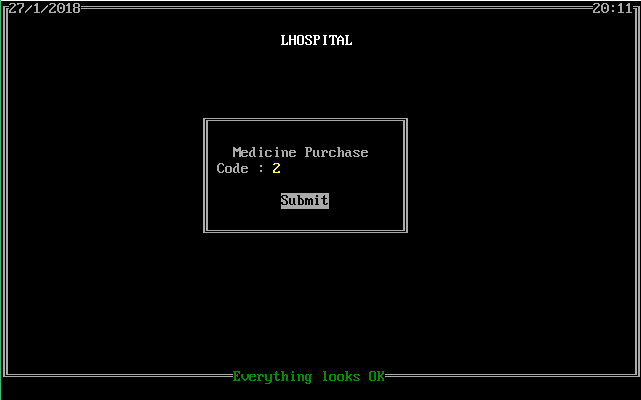 27/1/2018 20:11
LHOSPITAL
Medicine Purchase
Code : 2
Submit
Everything looks OK